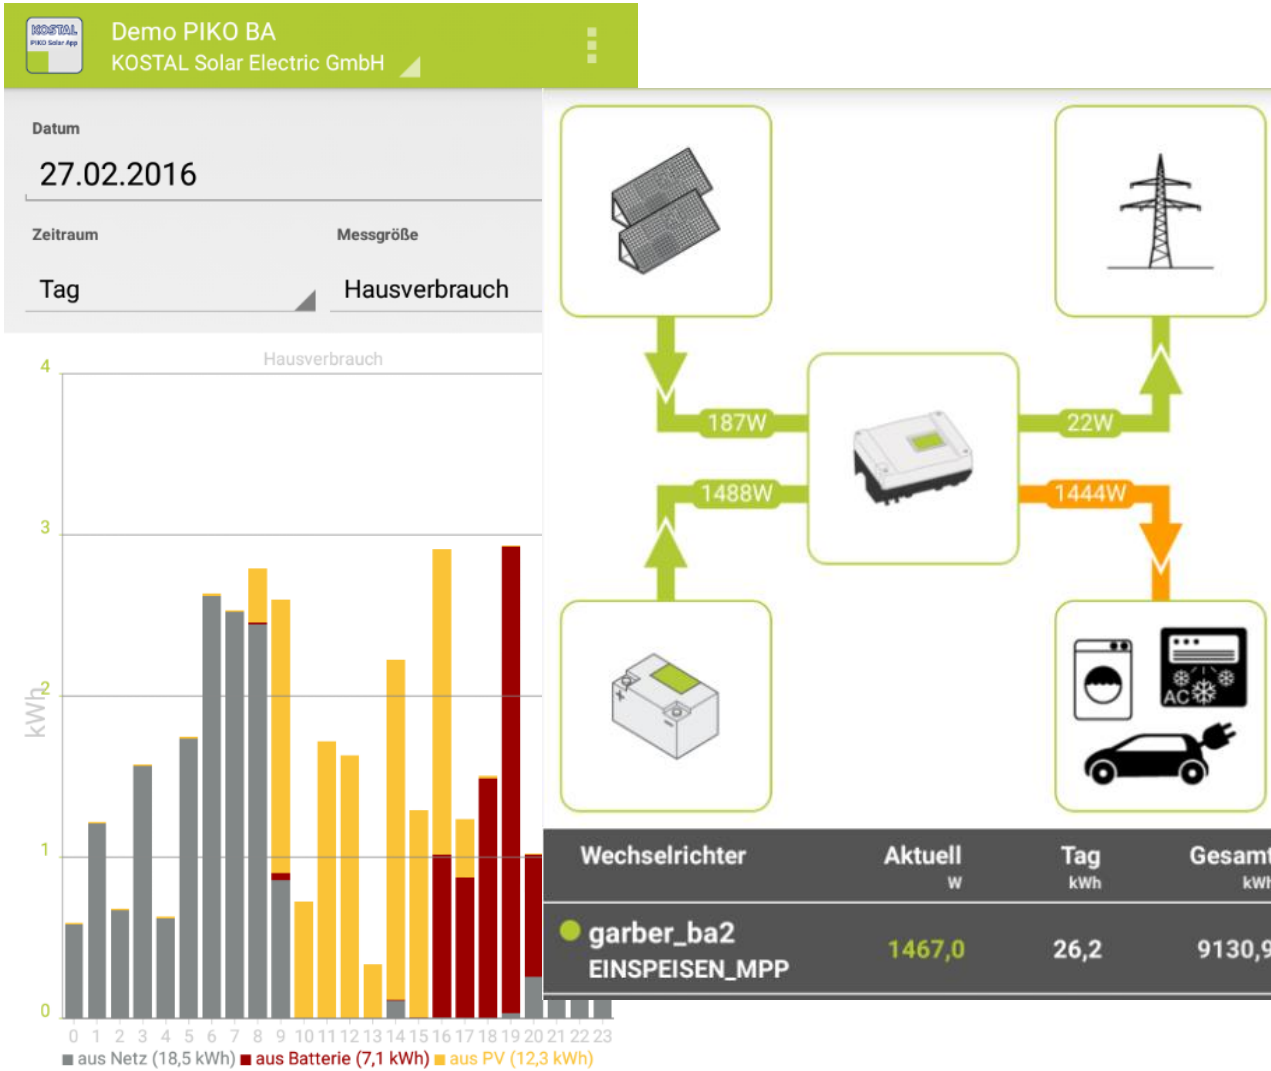 KOSTAL
PIKO Solar App
Demo PIKO BA
KOSTAL Solar Electric GmbH
Datum
27.02.2016
Zeitraum
Messgröße
Tag
Hausverbrauch
Hausverbrauch
4
3
2
1
0
kWh
0 1 2 3 4 5 6 7 8 9 10 11 12 13 14 15 16 17 18 19 20 21 22 23
aus Netz (18,5 kWh) aus Batterie (7,1 kWh) aus PV (12,3 kWh)
187W
22W
1488W
1444W
AC
Wechselrichter Aktuell Tag Gesamt
W kWh kWh
garber_ba2
EINSPEISEN_MPP
1467,0 26,2 9130,9